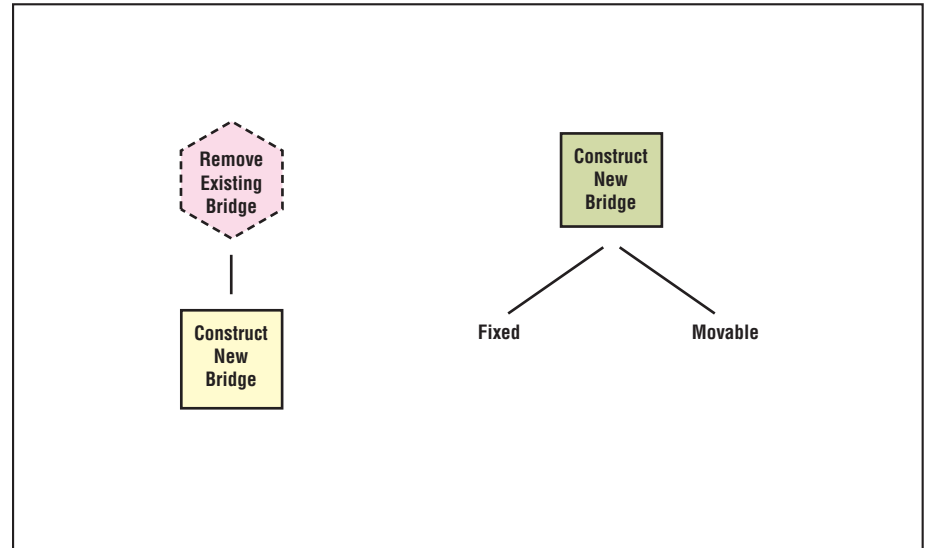 Remove
Existing
Bridge
Construct
New
Bridge
Construct
New
Bridge
Fixed
Movable